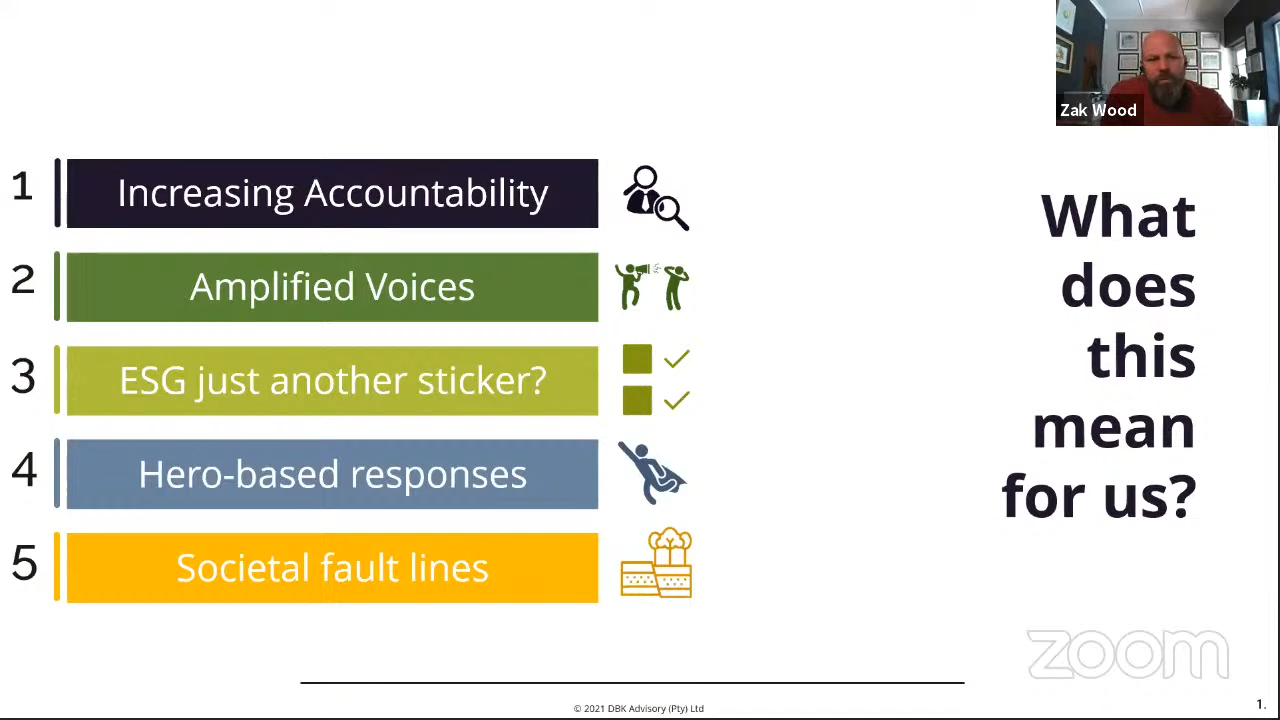 Zak Wood
1 Increasing Accountability
2 Amplified Voices
3 ESG just another sticker?
4 Hero-based responses
5 Societal fault lines
What
does
this
mean
for us?
zoom
© 2021 DBK Advisory (Pty) Ltd
1.